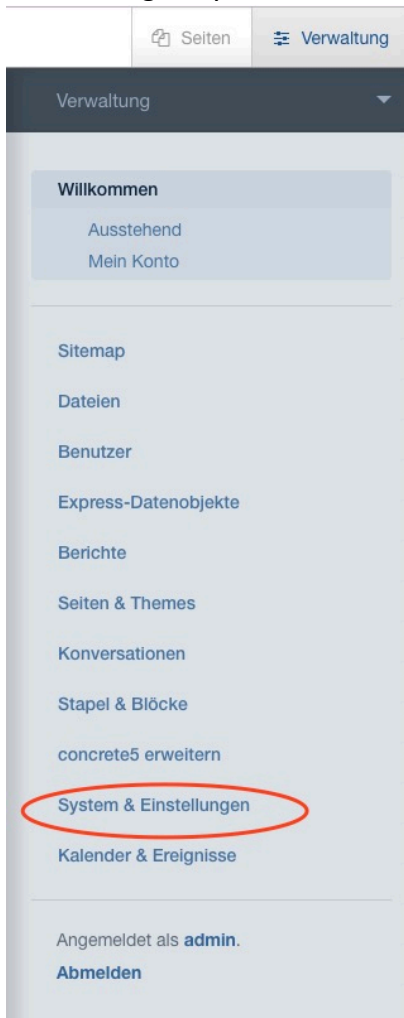 Seiten
Verwaltung
Verwaltung
Willkommen
Ausstehend
Mein Konto
Sitemap
Dateien
Benutzer
Express-Datenobjekte
Berichte
Seiten & Themes
Konversationen
Stapel & Blöcke
concrete5 erweitern
System & Einstellungen
Kalender & Ereignisse
Angemeldet als admin.
Abmelden